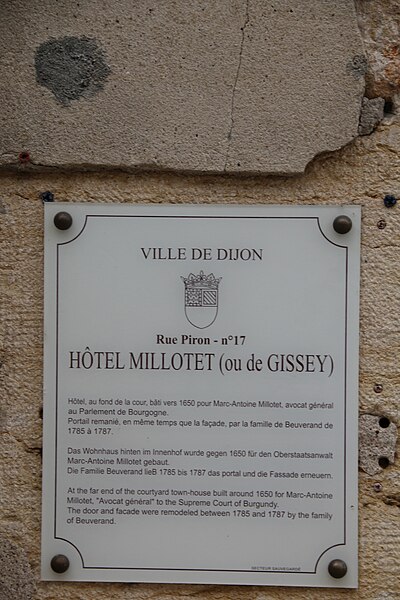 VILLE DE DIJON
Rue Piron - n°17
HÔTEL MILLOTET (ou de GISSEY)
Hôtel, au fond de la cour, bâti vers 1650 pour Marc-Antoine Millotet, avocat général
au Parlement de Bourgogne.
Portail remanié, en même temps que la façade, par la famille de Beuverand de
1785 à 1787.
Das Wohnhaus hinten im Innenhof wurde gegen 1650 für den Oberstaatsanwalt
Marc-Antoine Millotet gebaut.
Die Familie Beuverand lieB 1785 bis 1787 das portal und die Fassade erneuern.
At the far end of the courtyard town-house built around 1650 for Marc-Antoine
Millotet, "Avocat général" to the Supreme Court of Burgundy.
The door and facade were remodeled between 1785 and 1787 by the family
of Beuverand.
SECTEUR SAUVEGARDÉ